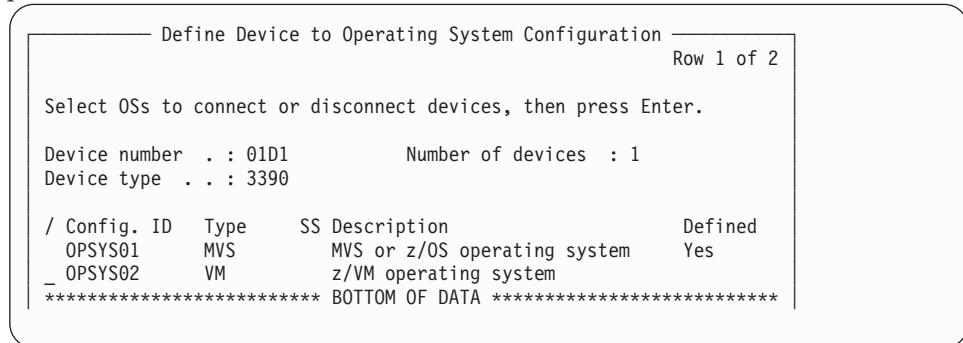 Define Device to Operating System Configuration
Row 1 of 2
Select OSs to connect or disconnect devices, then press Enter.
Device number  . : 01D1           Number of devices  : 1
Device type  . . : 3390
/ Config. ID   Type     SS Description                      Defined
  OPSYS01      MVS         MVS or z/OS operating system     Yes
_ OPSYS02      VM          z/VM operating system
************************** BOTTOM OF DATA ***************************